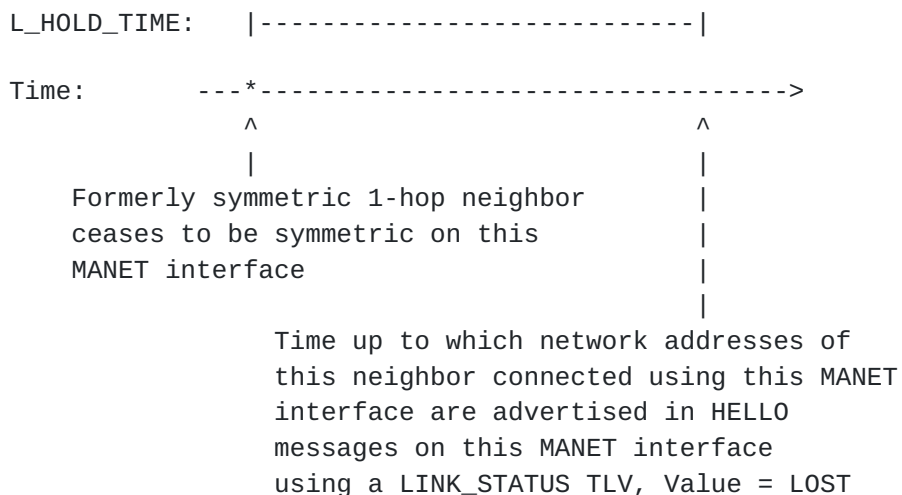 L_HOLD_TIME:   |----------------------------|
Time:       ---*---------------------------------->
^                            ^
|                            |
Formerly symmetric 1-hop neighbor       |
ceases to be symmetric on this          |
MANET interface                         |
|
Time up to which network addresses of
this neighbor connected using this MANET
interface are advertised in HELLO
messages on this MANET interface
using a LINK_STATUS TLV, Value = LOST